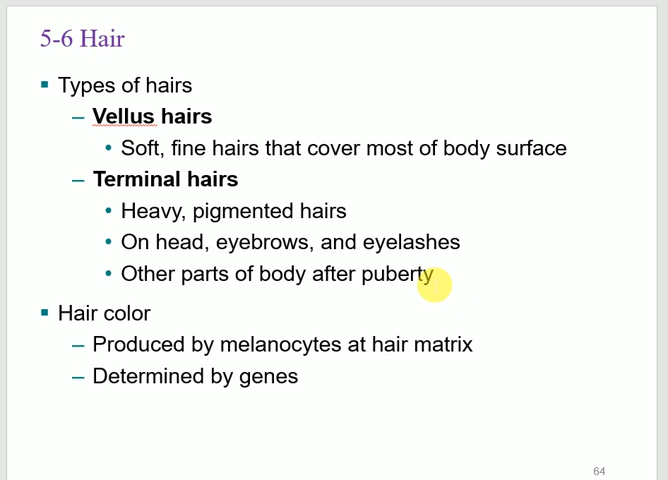 5-6 Hair
▪ Types of hairs
– Vellus hairs
• Soft, fine hairs that cover most of body surface
– Terminal hairs
• Heavy, pigmented hairs
• On head, eyebrows, and eyelashes
• Other parts of body after puberty
▪ Hair color
– Produced by melanocytes at hair matrix
– Determined by genes
64